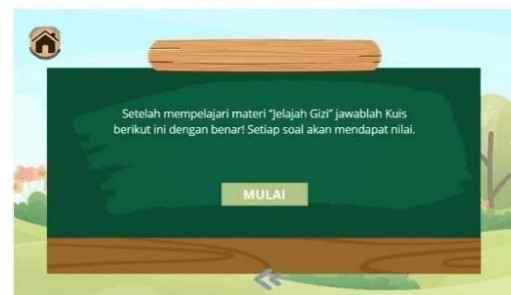 Setelah mempelajari materi "Jelajah Gizi" jawablah Kuis
berikut ini dengan benar! Setiap soal akan mendapat nilai.
MULAI